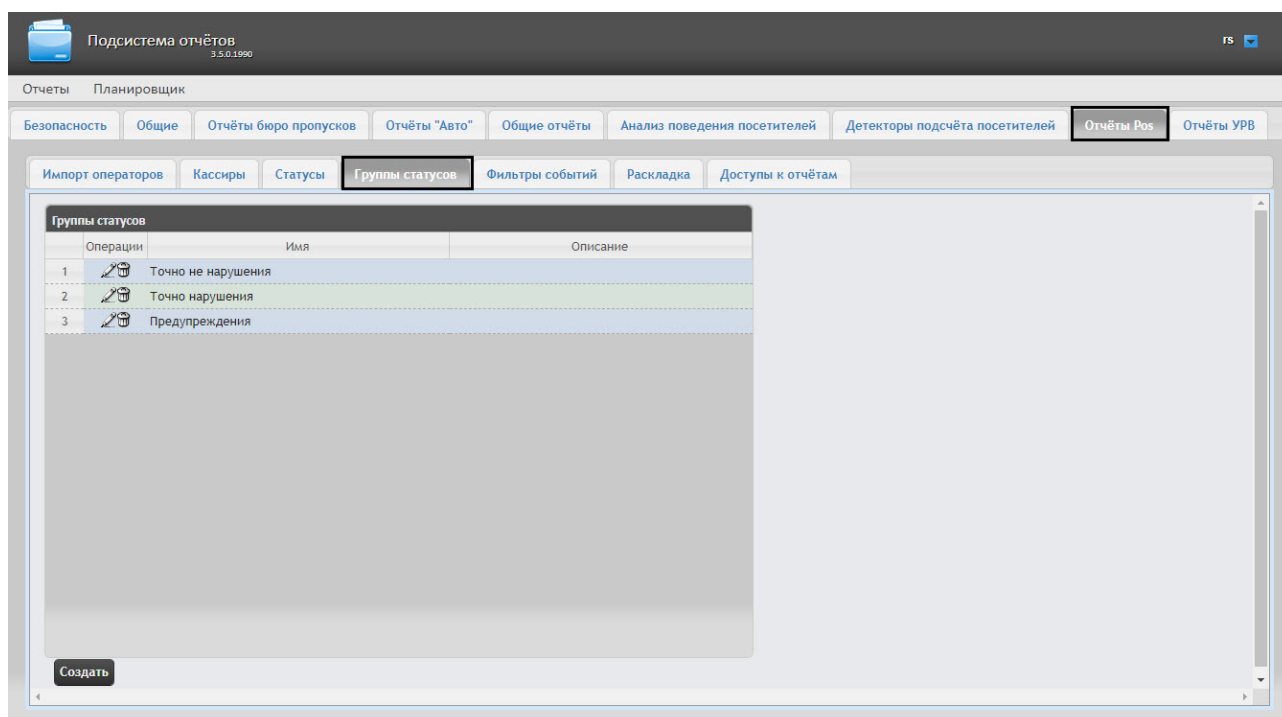 Подсистема отчётов
3.5.0.1990
rs
Отчеты Планировщик
Безопасность Общие Отчёты бюро пропусков Отчёты "Авто" Общие отчёты Анализ поведения посетителей Детекторы подсчёта посетителей Отчёты Pos Отчёты УРВ
Импорт операторов Кассиры Статусы Группы статусов Фильтры событий Раскладка Доступы к отчётам
Группы статусов
Операции Имя Описание
1 Точно не нарушения
2 Точно нарушения
3 Предупреждения
Создать